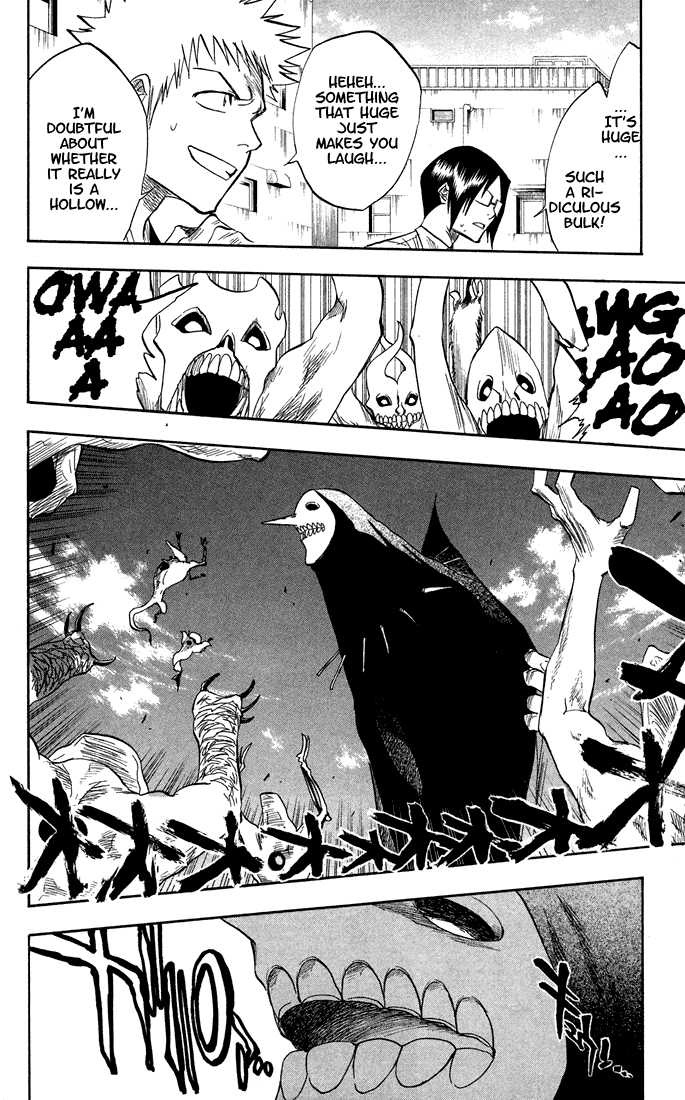 ...
IT'S
HUGE
...
SUCH
A RI-
DICULOUS
BULK!
HEHEH...
SOMETHING
THAT HUGE
JUST
MAKES YOU
LAUGH...
I'M
DOUBTFUL
ABOUT
WHETHER
IT REALLY
IS A
HOLLOW...
WG
AO
AO
OWA
AA
A